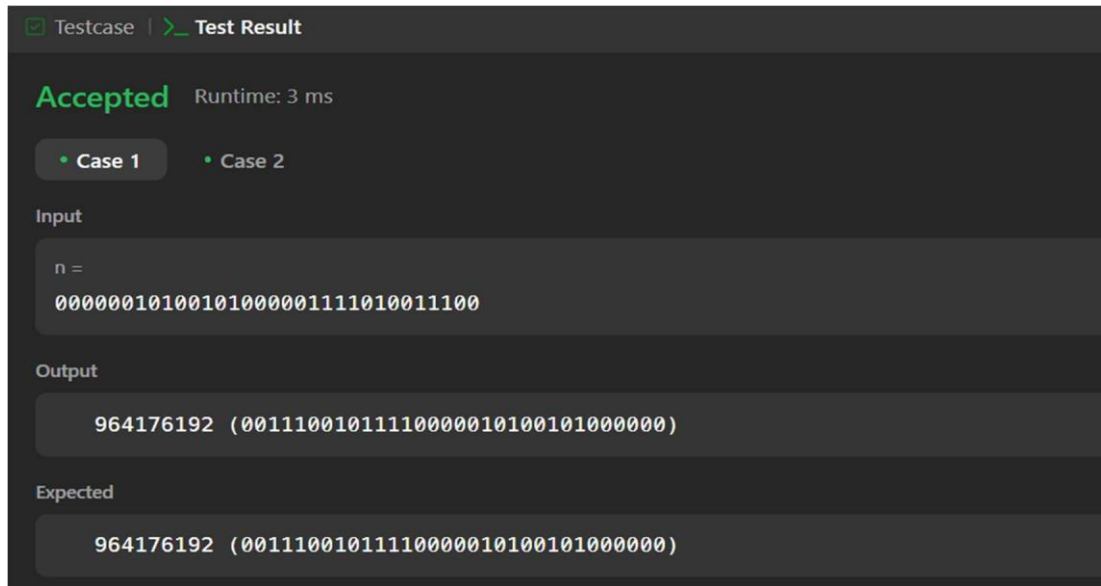 Testcase | >_ Test Result
Accepted Runtime: 3 ms
• Case 1 • Case 2
Input
n =
00000010100101000001111010011100
Output
964176192 (00111001011110000010100101000000)
Expected
964176192 (00111001011110000010100101000000)